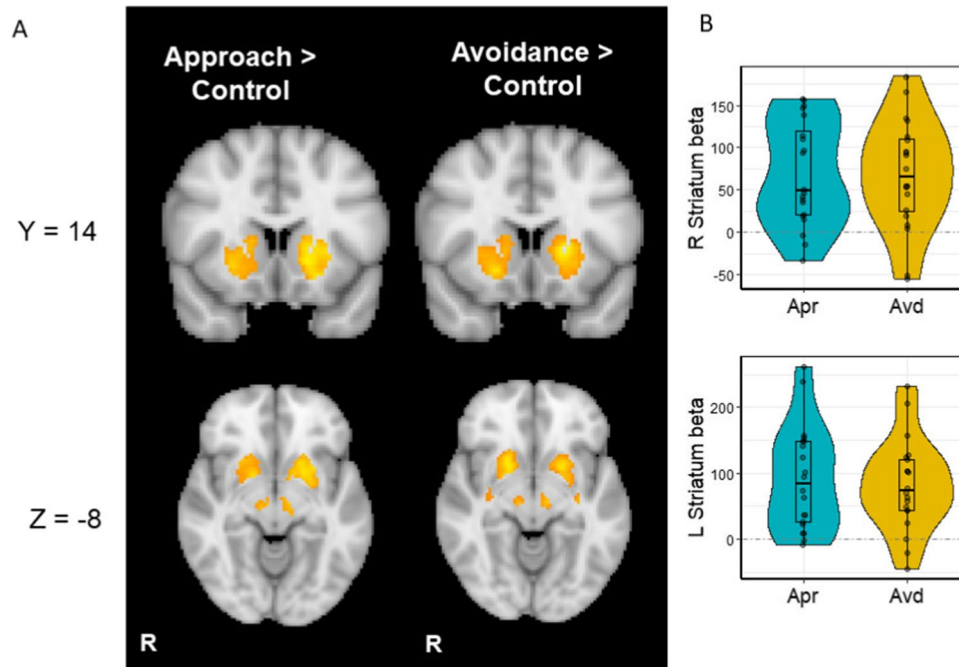 A
Approach >
Control
Avoidance >
Control
Y = 14
Z = -8
R
R
B
R Striatum beta
150
100
50
0
-50
Apr
Avd
L Striatum beta
200
100
0
Apr
Avd